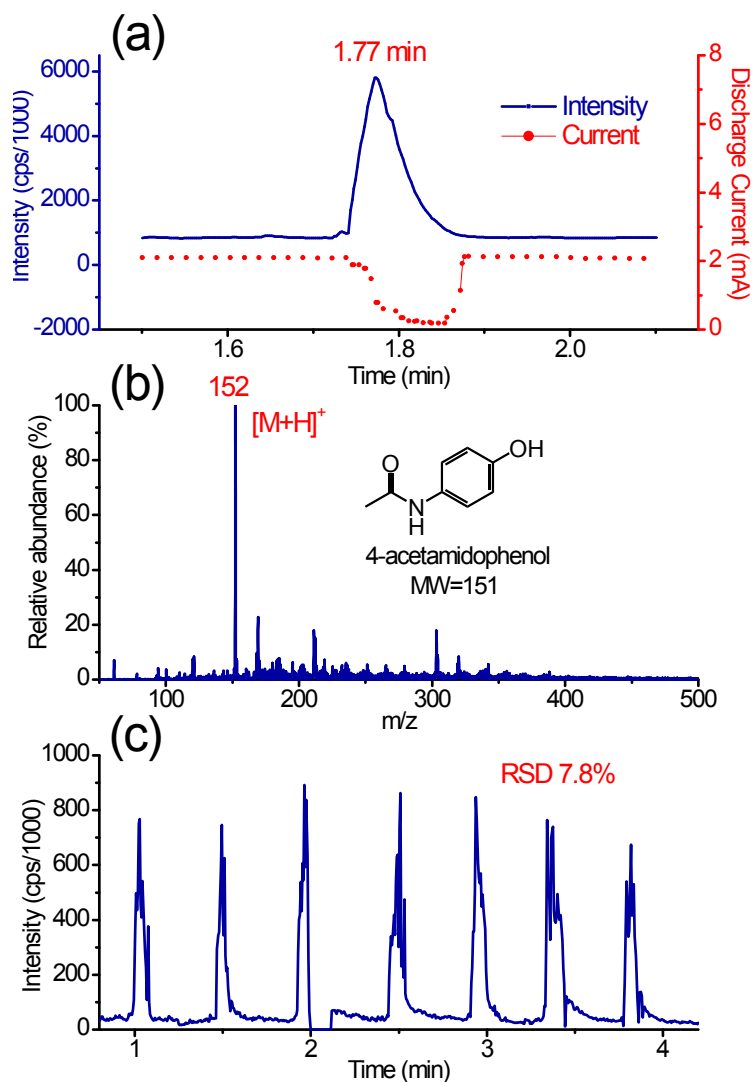 (a)
1.77 min
Intensity
Current
Intensity (cps/1000)
6000
4000
2000
0
-2000
Discharge Current (mA)
8
6
4
2
0
1.6
1.8
2.0
Time (min)
(b)
152
[M+H]+
Relative abundance (%)
100
80
60
40
20
0
O
OH
N
H
4-acetamidophenol
MW=151
100
200
300
400
500
m/z
(c)
RSD 7.8%
Intensity (cps/1000)
1000
800
600
400
200
0
1
2
3
4
Time (min)